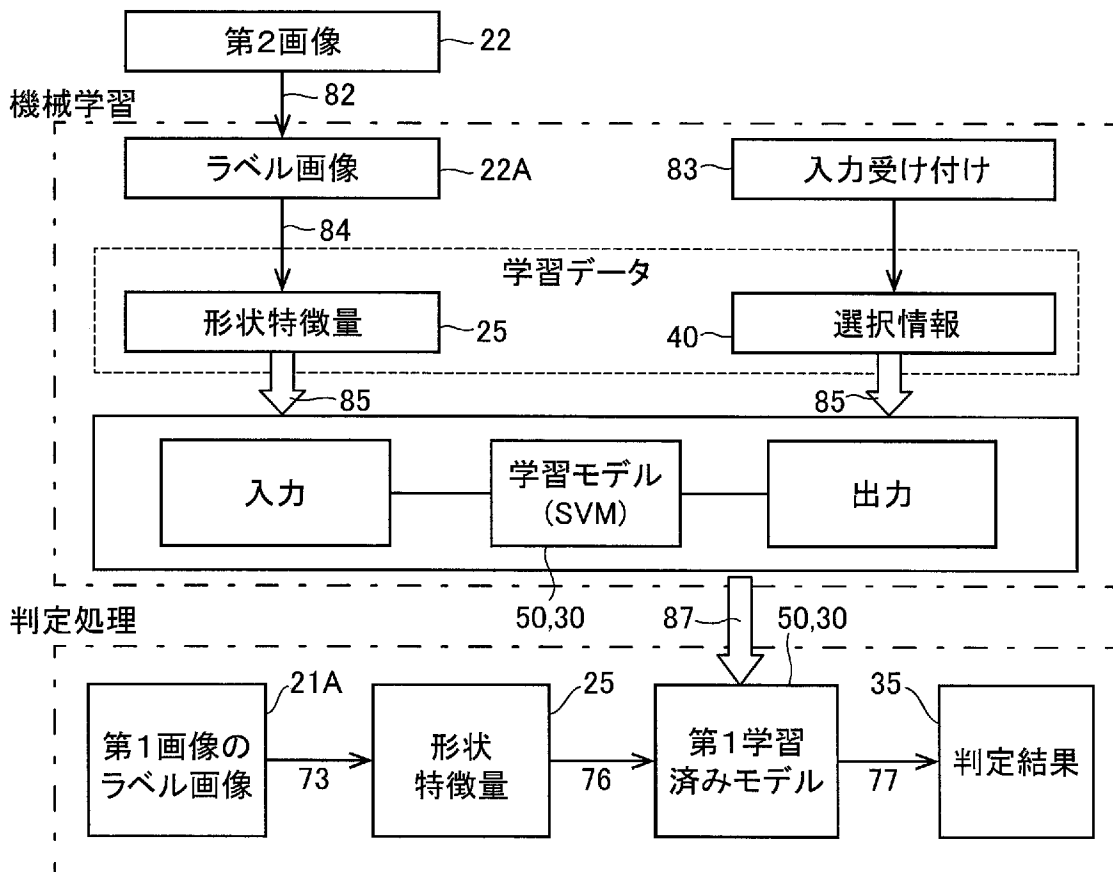 第2画像
22
82
機械学習
ラベル画像
22A
83
入力受け付け
84
学習データ
形状特徴量
25
40
選択情報
85
85
入力
学習モデル
(SVM)
出力
50,30
87
50,30
判定処理
21A
25
35
第1画像の
ラベル画像
73
形状
特徴量
76
第1学習
済みモデル
77
判定結果